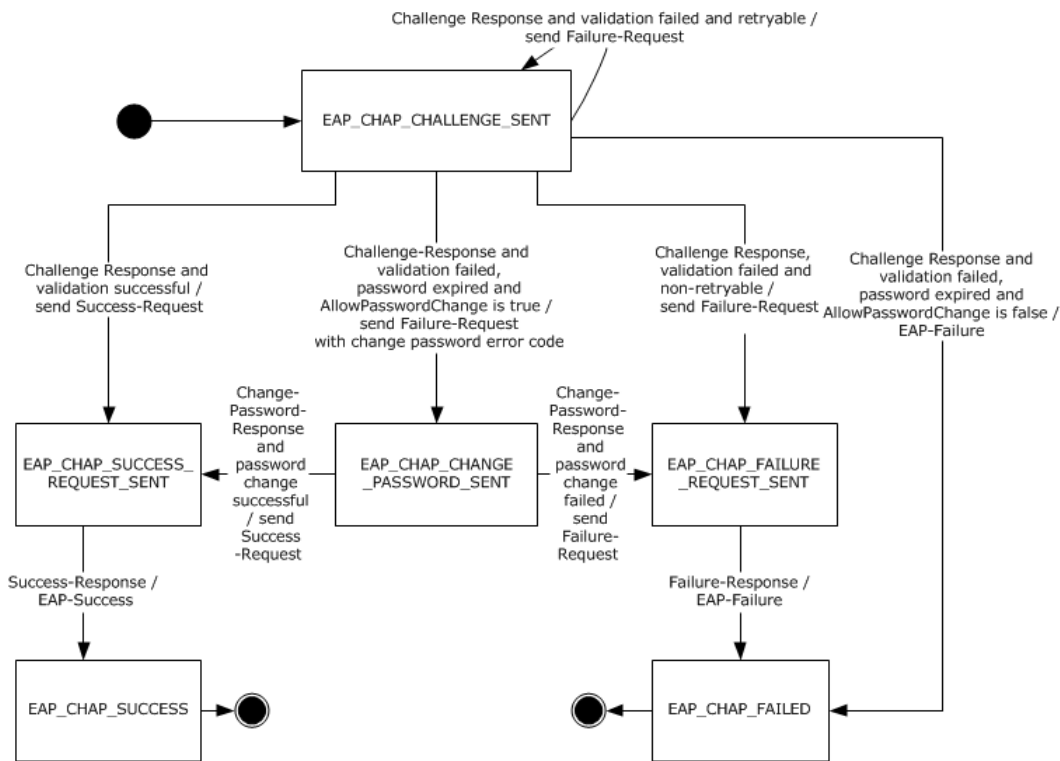 Challenge Response and validation failed and retryable /
send Failure-Request
EAP_CHAP_CHALLENGE_SENT
Challenge Response and
validation successful /
send Success-Request
Challenge-Response and
validation failed,
password expired and
AllowPasswordChange is true /
send Failure-Request
with change password error code
Challenge Response,
validation failed and
non-retryable /
send Failure-Request
Challenge Response and
validation failed,
password expired and
AllowPasswordChange is false /
EAP-Failure
EAP_CHAP_SUCCESS_
REQUEST_SENT
Change-
Password-
Response
and
password
change
successful
/ send
Success
-Request
EAP_CHAP_CHANGE
_PASSWORD_SENT
Change-
Password-
Response
and
password
change
failed /
send
Failure-
Request
EAP_CHAP_FAILURE
_REQUEST_SENT
Success-Response /
EAP-Success
Failure-Response /
EAP-Failure
EAP_CHAP_SUCCESS
EAP_CHAP_FAILED